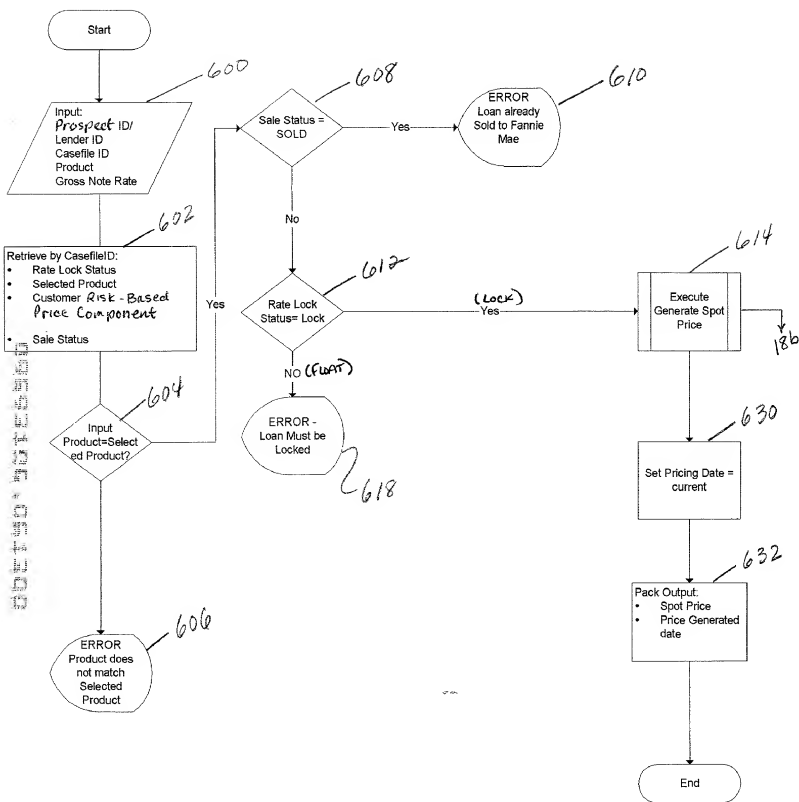 Start
600
Input:
Prospect ID/
Lender ID
Casefile ID
Product
Gross Note Rate
602
Retrieve by CasefileID:
• Rate Lock Status
• Selected Product
• Customer Risk-Based
Price Component
• Sale Status
604
Input
Product=Select
ed Product?
Yes
606
ERROR
Product does
not match
Selected
Product
608
Sale Status =
SOLD
Yes
610
ERROR
Loan already
Sold to Fannie
Mae
No
612
Rate Lock
Status= Lock
(LOCK)
Yes
NO (FLOAT)
ERROR -
Loan Must be
Locked
618
614
Execute
Generate Spot
Price
18b
630
Set Pricing Date =
current
632
Pack Output:
• Spot Price
• Price Generated
date
End